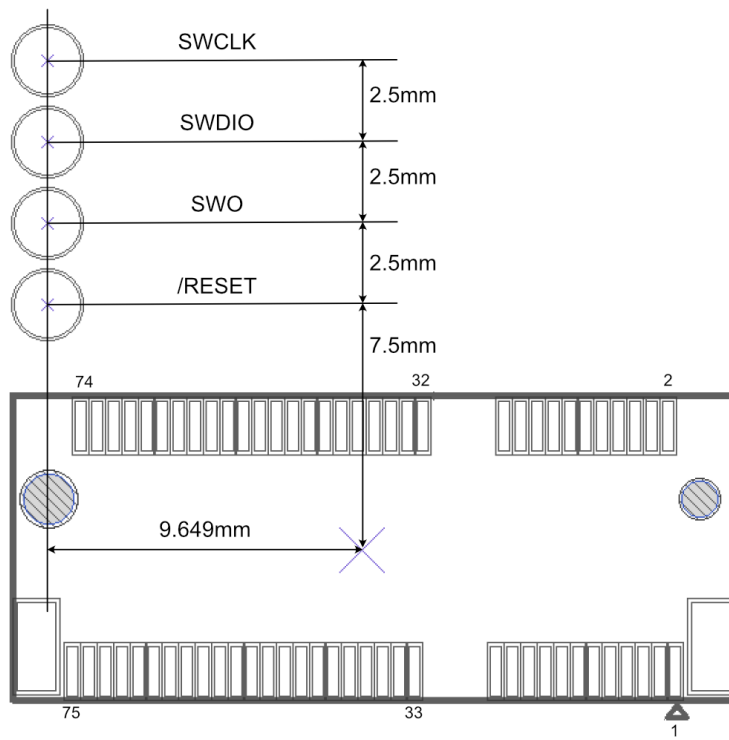 SWCLK
2.5mm
SWDIO
2.5mm
SWO
2.5mm
/RESET
7.5mm
74
32
2
9.649mm
75
33
1